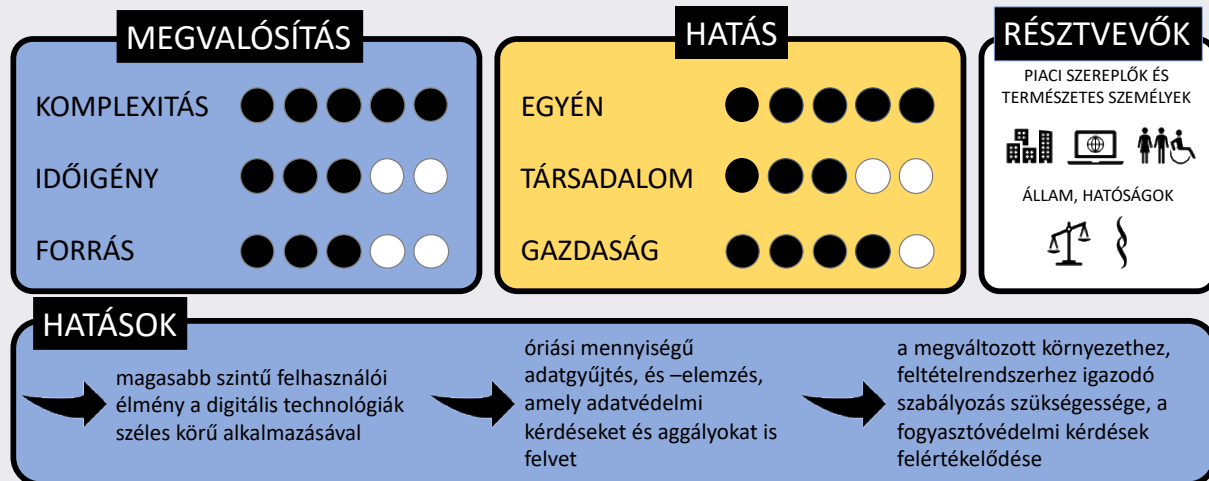 MEGVALÓSÍTÁS
KOMPLEXITÁS
IDŐIGÉNY
FORRÁS
HATÁS
EGYÉN
TÁRSADALOM
GAZDASÁG
RÉSZTVEVŐK
PIACI SZEREPLŐK ÉS
TERMÉSZETES SZEMÉLYEK
ÁLLAM, HATÓSÁGOK
HATÁSOK
magasabb szintű felhasználói
élmény a digitális technológiák
széles körű alkalmazásával
óriási mennyiségű
adatgyűjtés, és –elemzés,
amely adatvédelmi
kérdéseket és aggályokat is
felvet
a megváltozott környezethez,
feltételrendszerhez igazodó
szabályozás szükségessége, a
fogyasztóvédelmi kérdések
felértékelődése